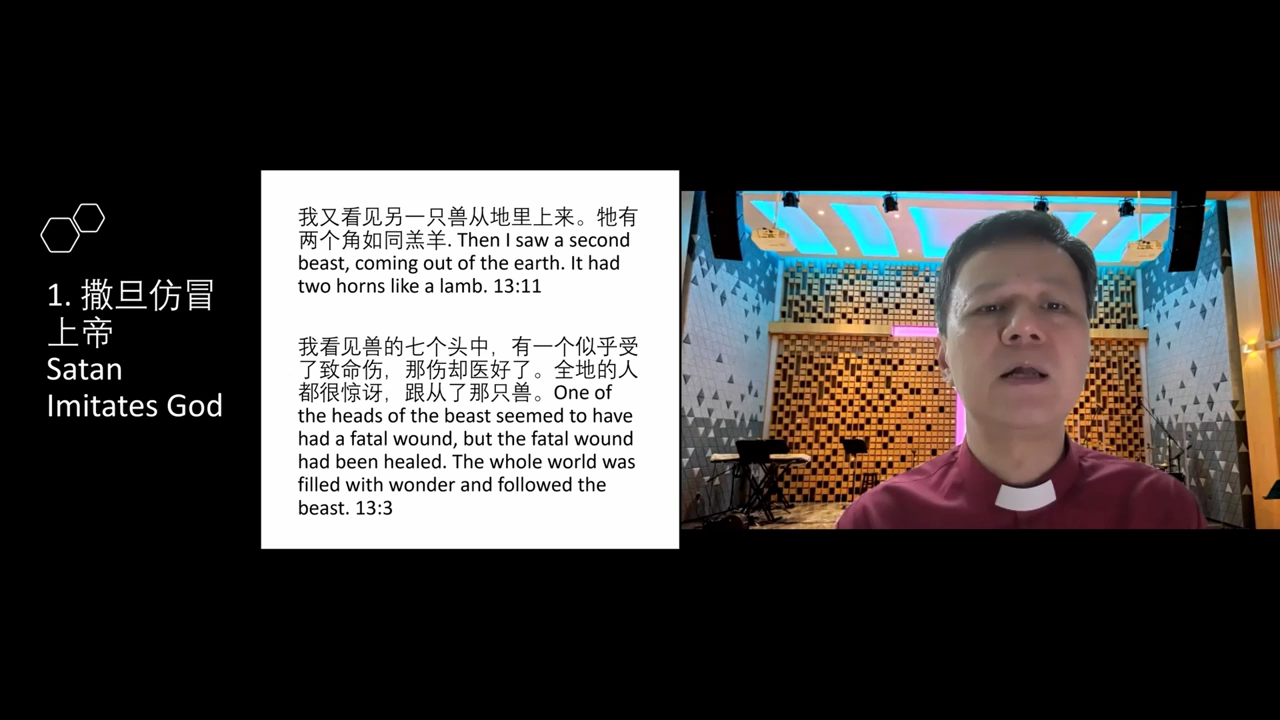 1. 撒旦仿冒
上帝
Satan
Imitates God
我又看见另一只兽从地里上来。牠有
两个角如同羔羊. Then I saw a second
beast, coming out of the earth. It had
two horns like a lamb. 13:11
我看见兽的七个头中，有一个似乎受
了致命伤，那伤却医好了。全地的人
都很惊讶，跟从了那只兽。One of
the heads of the beast seemed to have
had a fatal wound, but the fatal wound
had been healed. The whole world was
filled with wonder and followed the
beast. 13:3